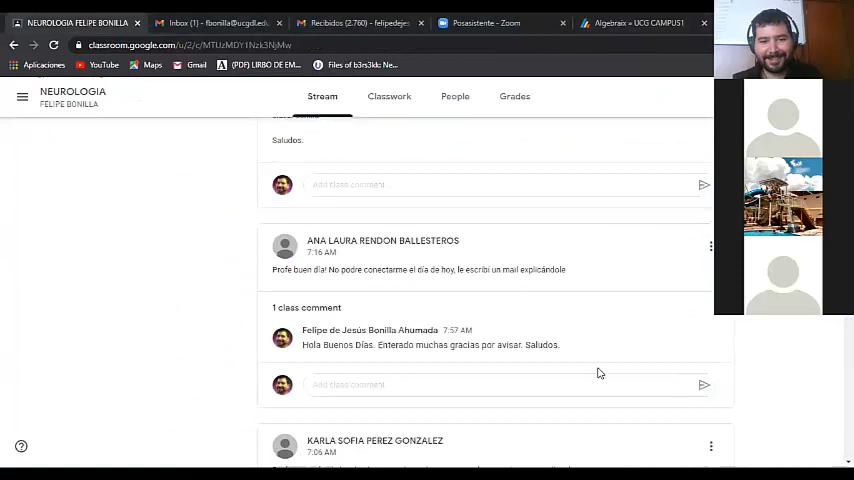 NEUROLOGIA FELIPE BONILLA
Inbox (1) - fbonilla@ucgdl.edu.
Recibidos (2.760) - felipedejes
Posasistente - Zoom
Algebraix = UCG CAMPUS1
classroom.google.com/u/2/c/MTUzMDY1Nzk3NjMw
Aplicaciones
YouTube
Maps
Gmail
(PDF) LIRBO DE EM...
Files of b3rs3kk: Ne...
NEUROLOGIA
FELIPE BONILLA
Stream
Classwork
People
Grades
Saludos.
Add class comment...
ANA LAURA RENDON BALLESTEROS
7:16 AM
Profe buen día! No podre conectarme el día de hoy, le escribí un mail explicándole
1 class comment
Felipe de Jesús Bonilla Ahumada 7:57 AM
Hola Buenos Días. Enterado muchas gracias por avisar. Saludos.
Add class comment...
KARLA SOFIA PEREZ GONZALEZ
7:06 AM